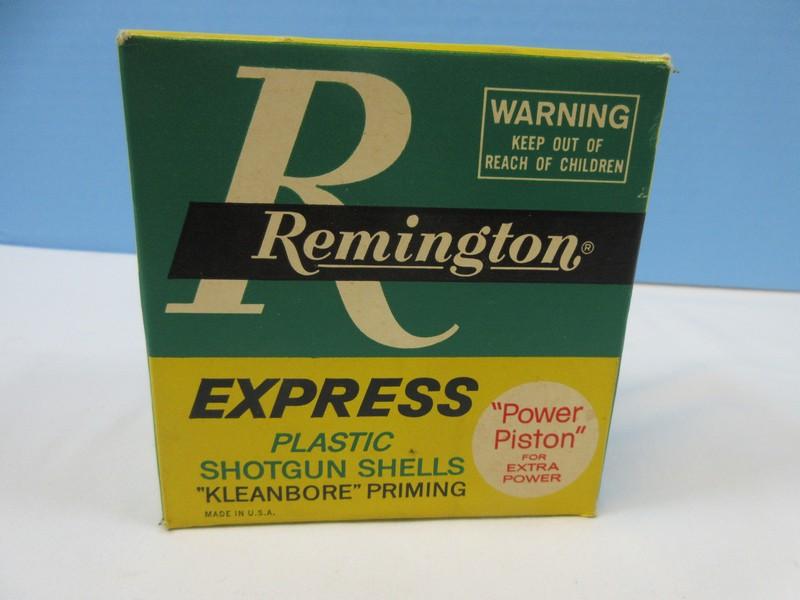 R
WARNING
KEEP OUT OF
REACH OF CHILDREN
Remington®
EXPRESS
PLASTIC
SHOTGUN SHELLS
"KLEANBORE" PRIMING
MADE IN U.S.A.
"Power
Piston"
FOR
EXTRA
POWER